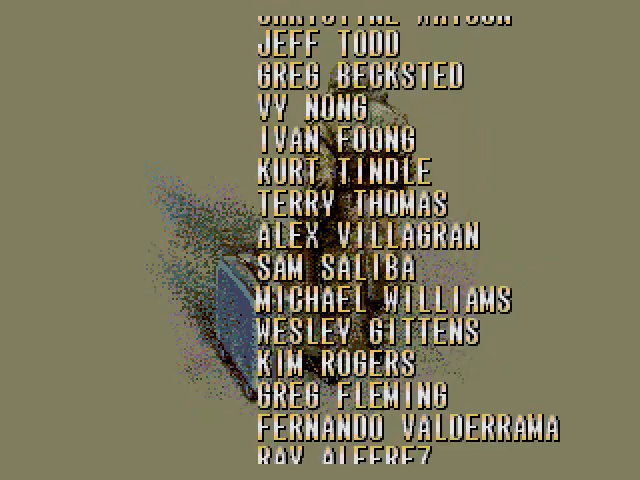 JEFF TODD
GREG BECKSTED
VY NONG
IVAN FOONG
KURT TINDLE
TERRY THOMAS
ALEX VILLAGRAN
SAM SALIBA
MICHAEL WILLIAMS
WESLEY GITTENS
KIM ROGERS
GREG FLEMING
FERNANDO VALDERRAMA
RAY